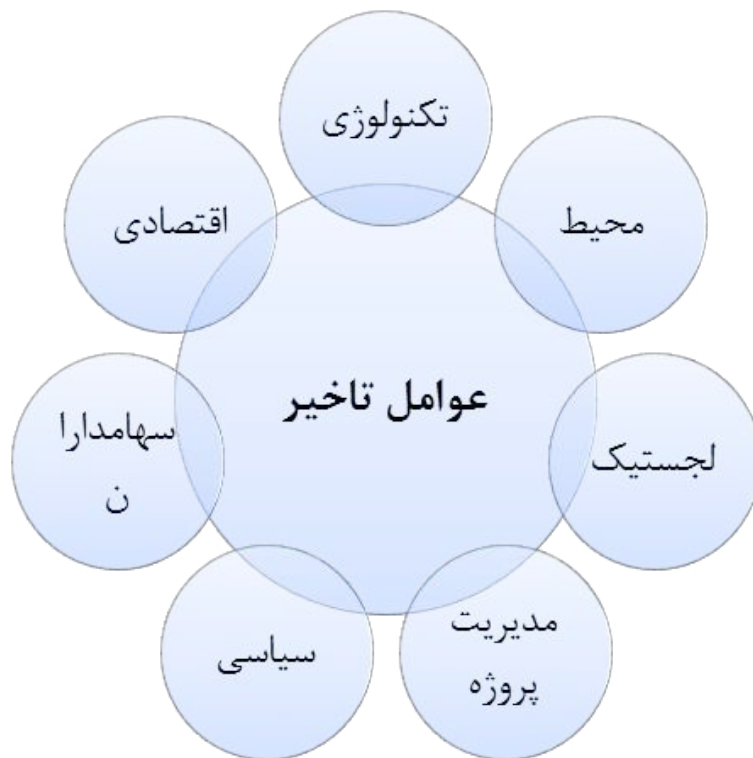 تکنولوژی
محیط
لجستیک
مدیریت
پروژه
سیاسی
سهامدارا
ن
اقتصادی
عوامل تاخیر